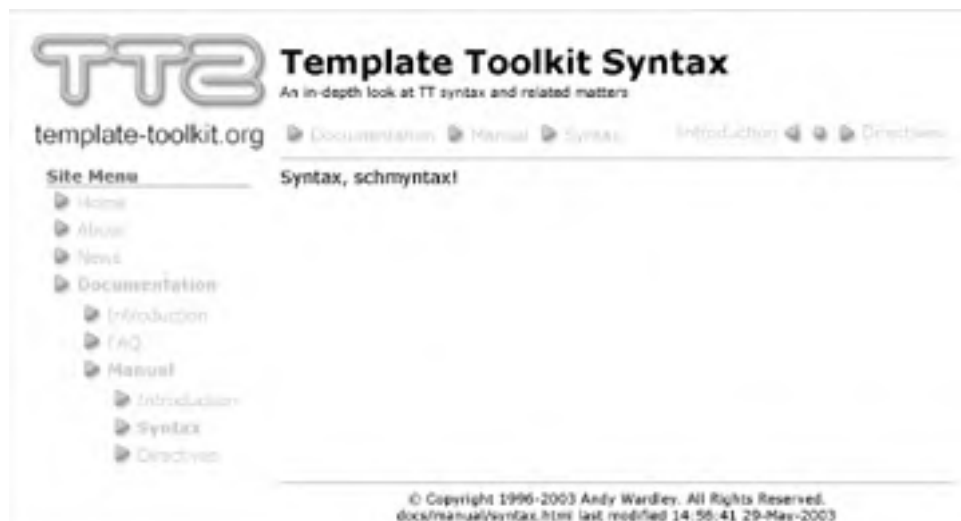 TT2
template-toolkit.org
Template Toolkit Syntax
An in-depth look at TT syntax and related matters
Documentation Manual Syntax Introduction Directives
Site Menu
Home
About
News
Documentation
Introduction
FAQ
Manual
Introduction
Syntax
Directives
Syntax, schmyntax!
© Copyright 1996-2003 Andy Wardley. All Rights Reserved.
docs/manual/syntax.html last modified 14:56:41 29-May-2003